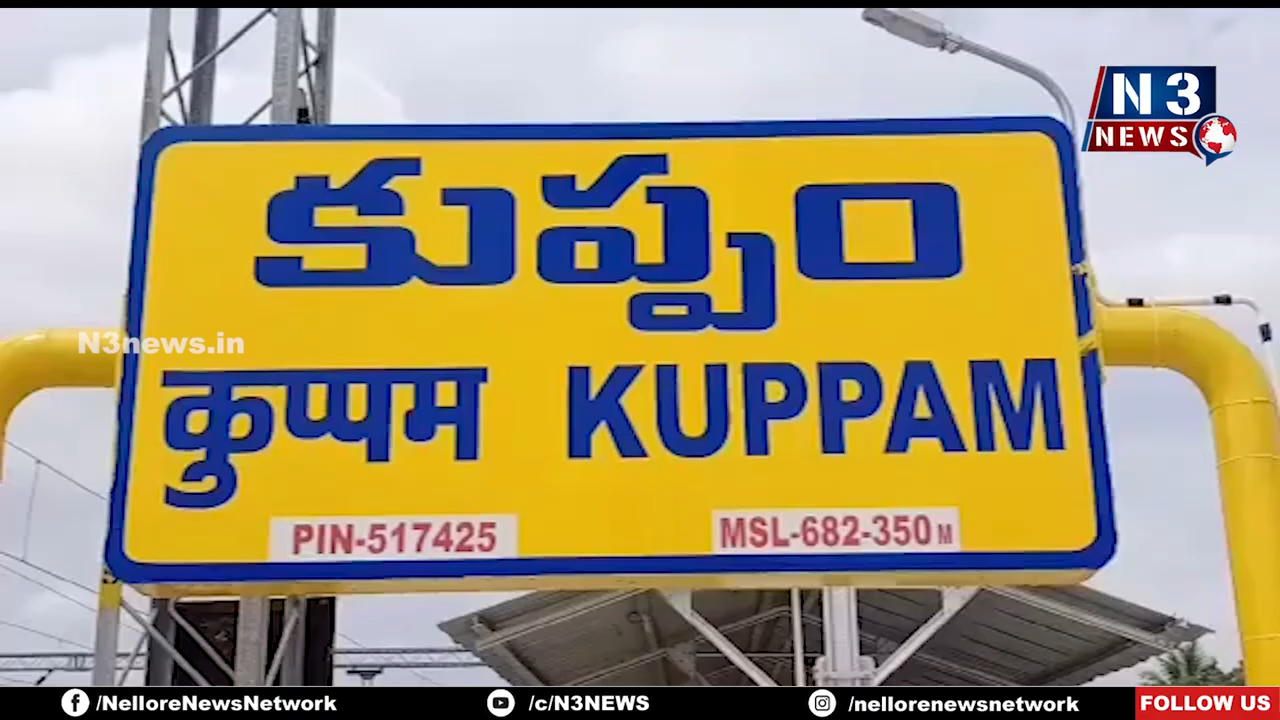 N3
NEWS
కుప్పం
N3news.in
कुप्पम KUPPAM
PIN-517425 MSL-682-350 M
/NelloreNewsNetwork /c/N3NEWS /nellorenewsnetwork FOLLOW US